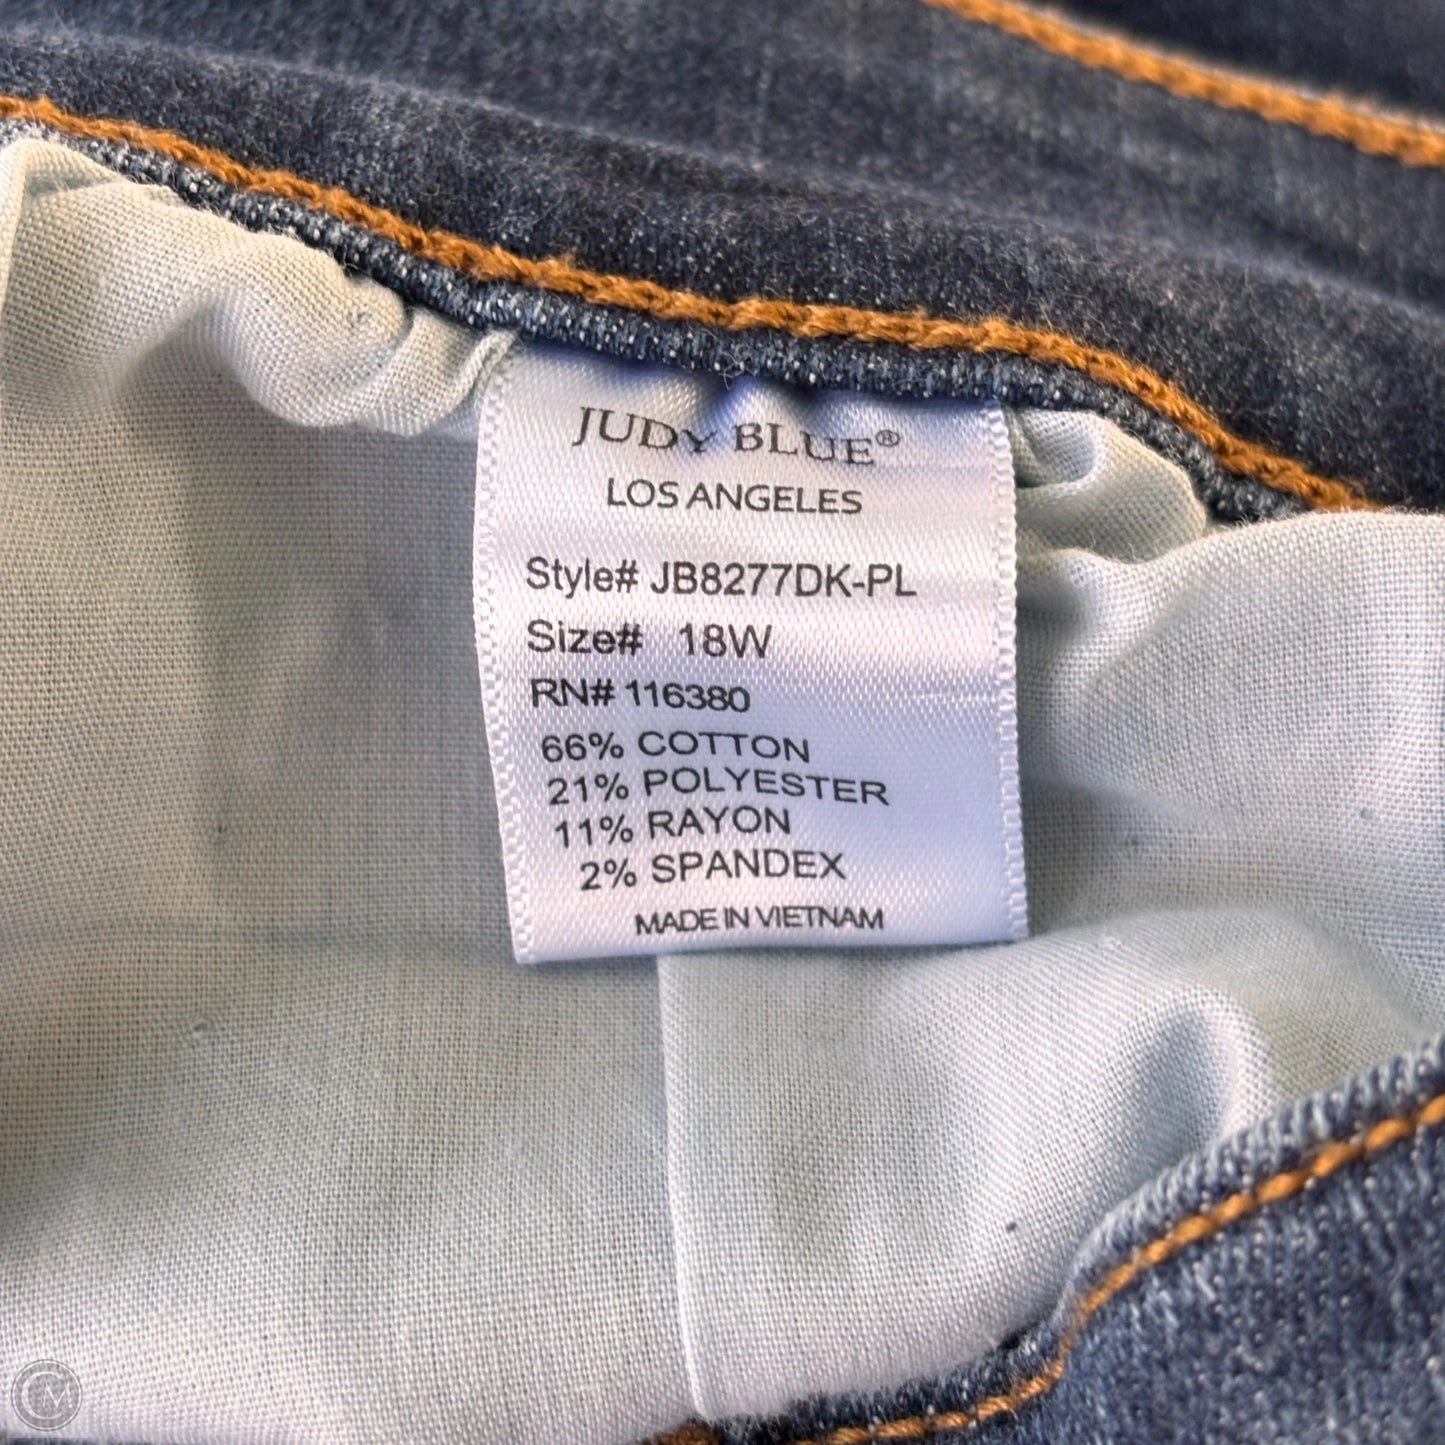 JUDY BLUE®
LOS ANGELES
Style# JB8277DK-PL
Size# 18W
RN# 116380
66% COTTON
21% POLYESTER
11% RAYON
2% SPANDEX
MADE IN VIETNAM
CM